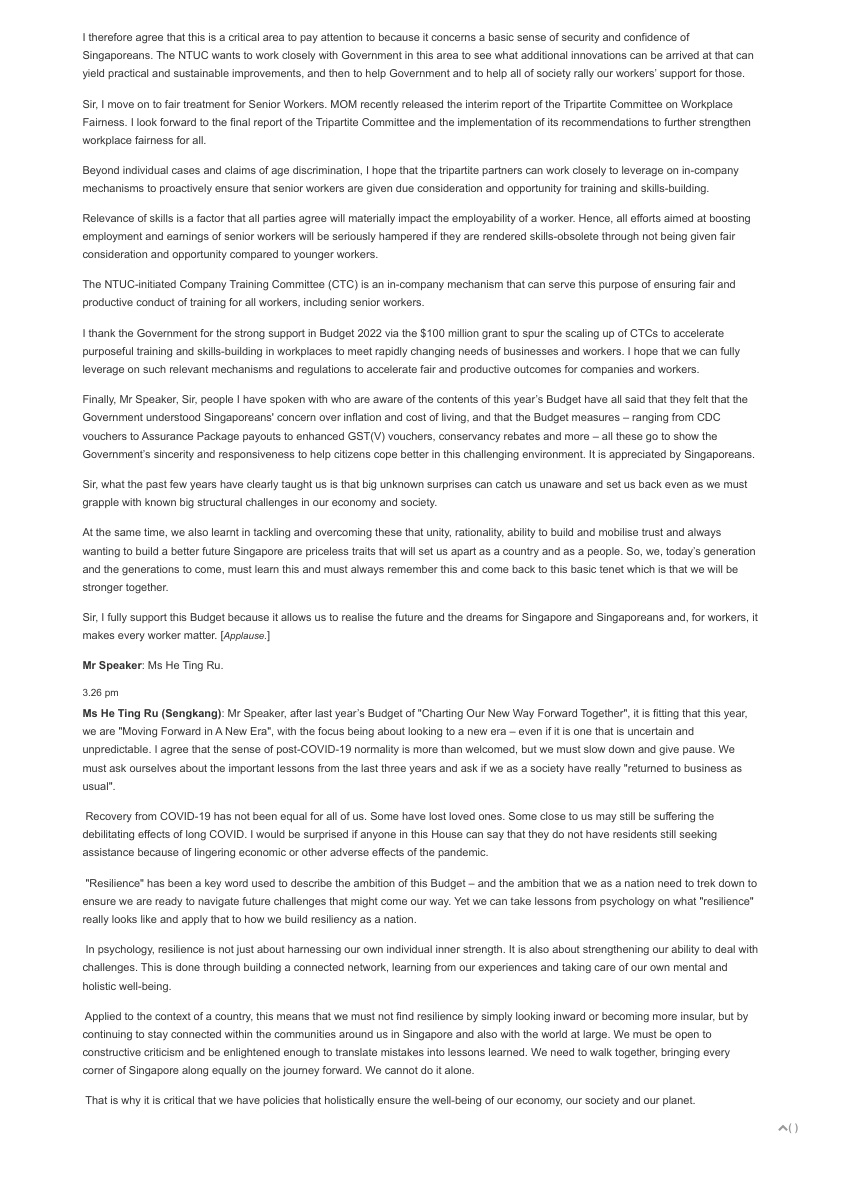 I therefore agree that this is a critical area to pay attention to because it concerns a basic sense of security and confidence of
Singaporeans. The NTUC wants to work closely with Government in this area to see what additional innovations can be arrived at that can
yield practical and sustainable improvements, and then to help Government and to help all of society rally our workers' support for those.
Sir, I move on to fair treatment for Senior Workers. MOM recently released the interim report of the Tripartite Committee on Workplace
Fairness. I look forward to the final report of the Tripartite Committee and the implementation of its recommendations to further strengthen
workplace fairness for all.
Beyond individual cases and claims of age discrimination, I hope that the tripartite partners can work closely to leverage on in-company
mechanisms to proactively ensure that senior workers are given due consideration and opportunity for training and skills-building.
Relevance of skills is a factor that all parties agree will materially impact the employability of a worker. Hence, all efforts aimed at boosting
employment and earnings of senior workers will be seriously hampered if they are rendered skills-obsolete through not being given fair
consideration and opportunity compared to younger workers.
The NTUC-initiated Company Training Committee (CTC) is an in-company mechanism that can serve this purpose of ensuring fair and
productive conduct of training for all workers, including senior workers.
I thank the Government for the strong support in Budget 2022 via the $100 million grant to spur the scaling up of CTCs to accelerate
purposeful training and skills-building in workplaces to meet rapidly changing needs of businesses and workers. I hope that we can fully
leverage on such relevant mechanisms and regulations to accelerate fair and productive outcomes for companies and workers.
Finally, Mr Speaker, Sir, people I have spoken with who are aware of the contents of this year's Budget have all said that they felt that the
Government understood Singaporeans' concern over inflation and cost of living, and that the Budget measures – ranging from CDC
vouchers to Assurance Package payouts to enhanced GST(V) vouchers, conservancy rebates and more – all these go to show the
Government's sincerity and responsiveness to help citizens cope better in this challenging environment. It is appreciated by Singaporeans.
Sir, what the past few years have clearly taught us is that big unknown surprises can catch us unaware and set us back even as we must
grapple with known big structural challenges in our economy and society.
At the same time, we also learnt in tackling and overcoming these that unity, rationality, ability to build and mobilise trust and always
wanting to build a better future Singapore are priceless traits that will set us apart as a country and as a people. So, we, today's generation
and the generations to come, must learn this and must always remember this and come back to this basic tenet which is that we will be
stronger together.
Sir, I fully support this Budget because it allows us to realise the future and the dreams for Singapore and Singaporeans and, for workers, it
makes every worker matter. [Applause.]
Mr Speaker: Ms He Ting Ru.
3.26 pm
Ms He Ting Ru (Sengkang): Mr Speaker, after last year's Budget of "Charting Our New Way Forward Together", it is fitting that this year,
we are "Moving Forward in A New Era", with the focus being about looking to a new era – even if it is one that is uncertain and
unpredictable. I agree that the sense of post-COVID-19 normality is more than welcomed, but we must slow down and give pause. We
must ask ourselves about the important lessons from the last three years and ask if we as a society have really "returned to business as
usual".
Recovery from COVID-19 has not been equal for all of us. Some have lost loved ones. Some close to us may still be suffering the
debilitating effects of long COVID. I would be surprised if anyone in this House can say that they do not have residents still seeking
assistance because of lingering economic or other adverse effects of the pandemic.
"Resilience" has been a key word used to describe the ambition of this Budget – and the ambition that we as a nation need to trek down to
ensure we are ready to navigate future challenges that might come our way. Yet we can take lessons from psychology on what "resilience"
really looks like and apply that to how we build resiliency as a nation.
In psychology, resilience is not just about harnessing our own individual inner strength. It is also about strengthening our ability to deal with
challenges. This is done through building a connected network, learning from our experiences and taking care of our own mental and
holistic well-being.
Applied to the context of a country, this means that we must not find resilience by simply looking inward or becoming more insular, but by
continuing to stay connected within the communities around us in Singapore and also with the world at large. We must be open to
constructive criticism and be enlightened enough to translate mistakes into lessons learned. We need to walk together, bringing every
corner of Singapore along equally on the journey forward. We cannot do it alone.
That is why it is critical that we have policies that holistically ensure the well-being of our economy, our society and our planet.
( )